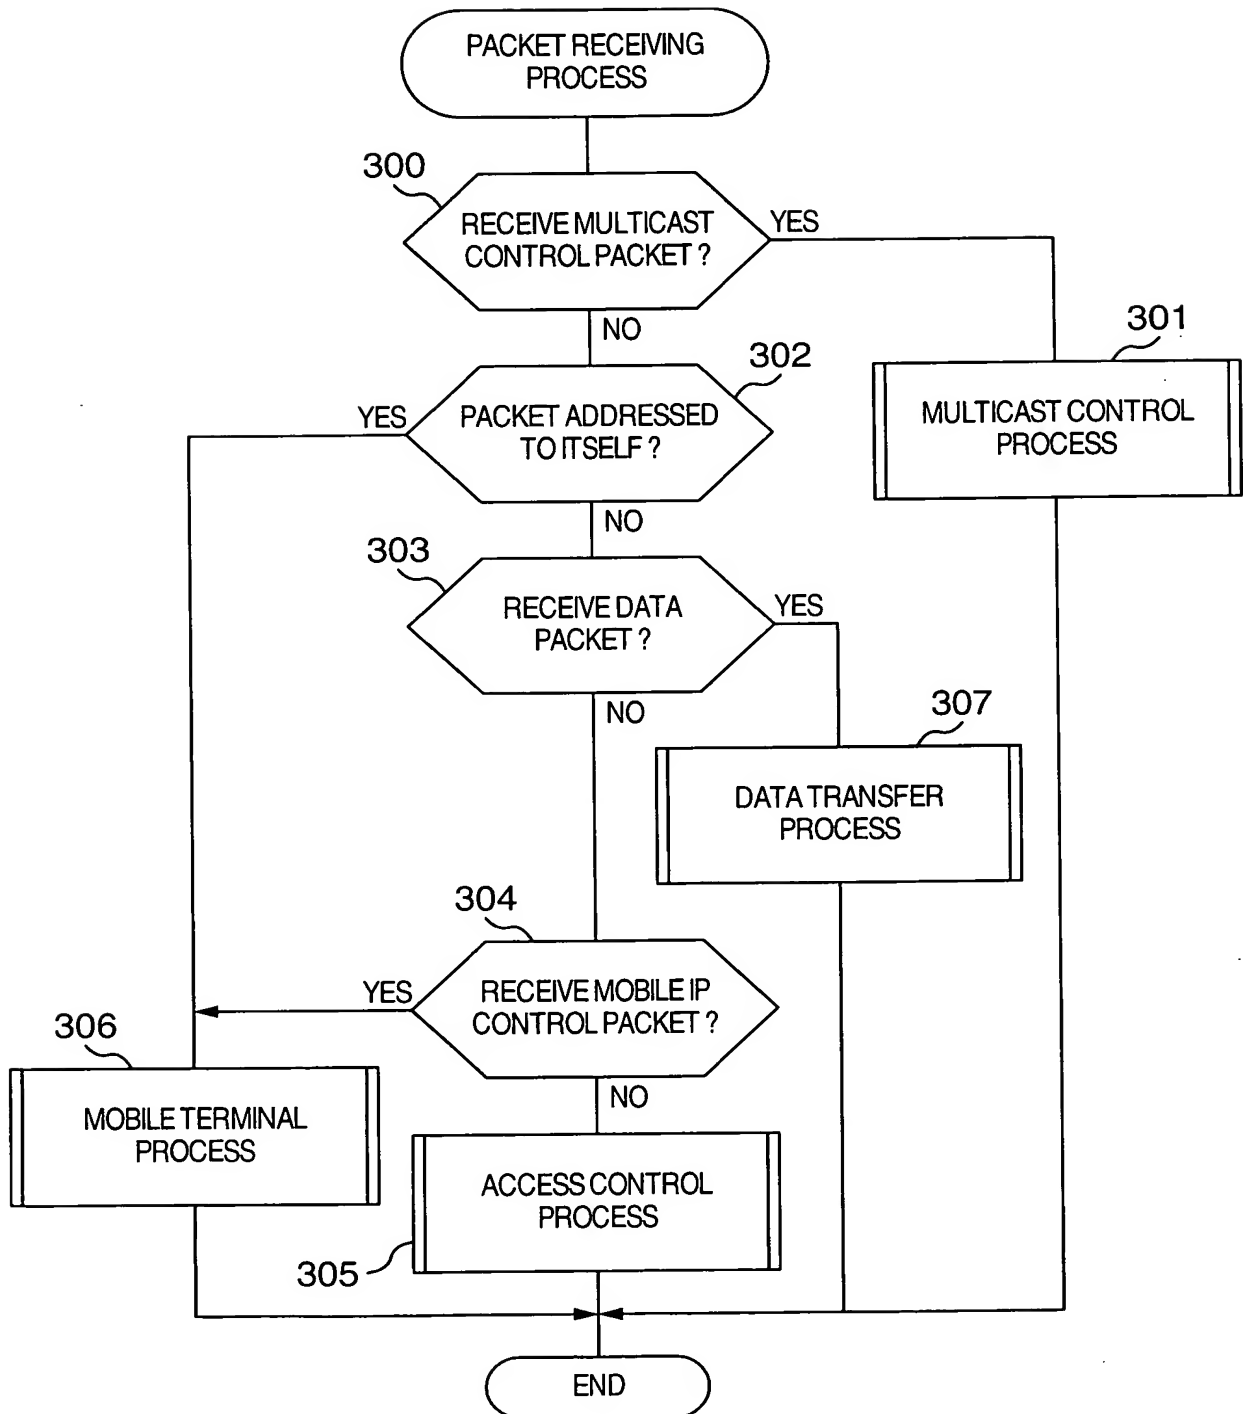 PACKET RECEIVING
PROCESS
300
RECEIVE MULTICAST
CONTROL PACKET ?
YES
NO
301
MULTICAST CONTROL
PROCESS
302
YES
PACKET ADDRESSED
TO ITSELF ?
NO
303
RECEIVE DATA
PACKET ?
YES
NO
307
DATA TRANSFER
PROCESS
304
YES
RECEIVE MOBILE IP
CONTROL PACKET ?
NO
306
MOBILE TERMINAL
PROCESS
ACCESS CONTROL
PROCESS
305
END